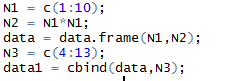 N1 = c(1:10);
N2 = N1*N1;
data = data.frame(N1,N2);
N3 = c(4:13);
data1 = cbind(data,N3);